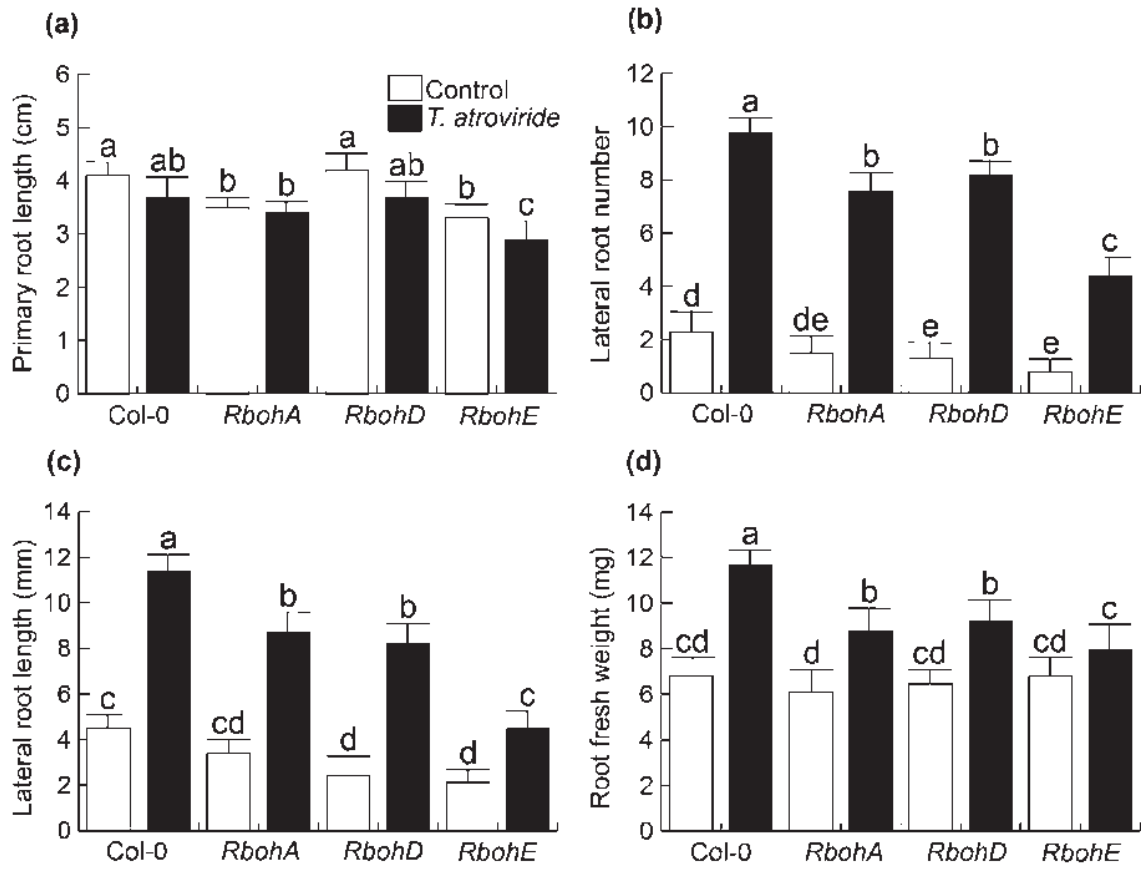 (a)
Primary root length (cm)
6
5
4
3
2
1
0
Control
T. atroviride
a
ab
b
b
a
ab
b
c
Col-0 RbohA RbohD RbohE
(b)
Lateral root number
12
10
8
6
4
2
0
d
a
de
b
e
b
e
c
Col-0 RbohA RbohD RbohE
(c)
Lateral root length (mm)
14
12
10
8
6
4
2
0
c
a
cd
b
d
b
d
c
Col-0 RbohA RbohD RbohE
(d)
Root fresh weight (mg)
14
12
10
8
6
4
2
0
cd
a
d
b
cd
b
cd
c
Col-0 RbohA RbohD RbohE